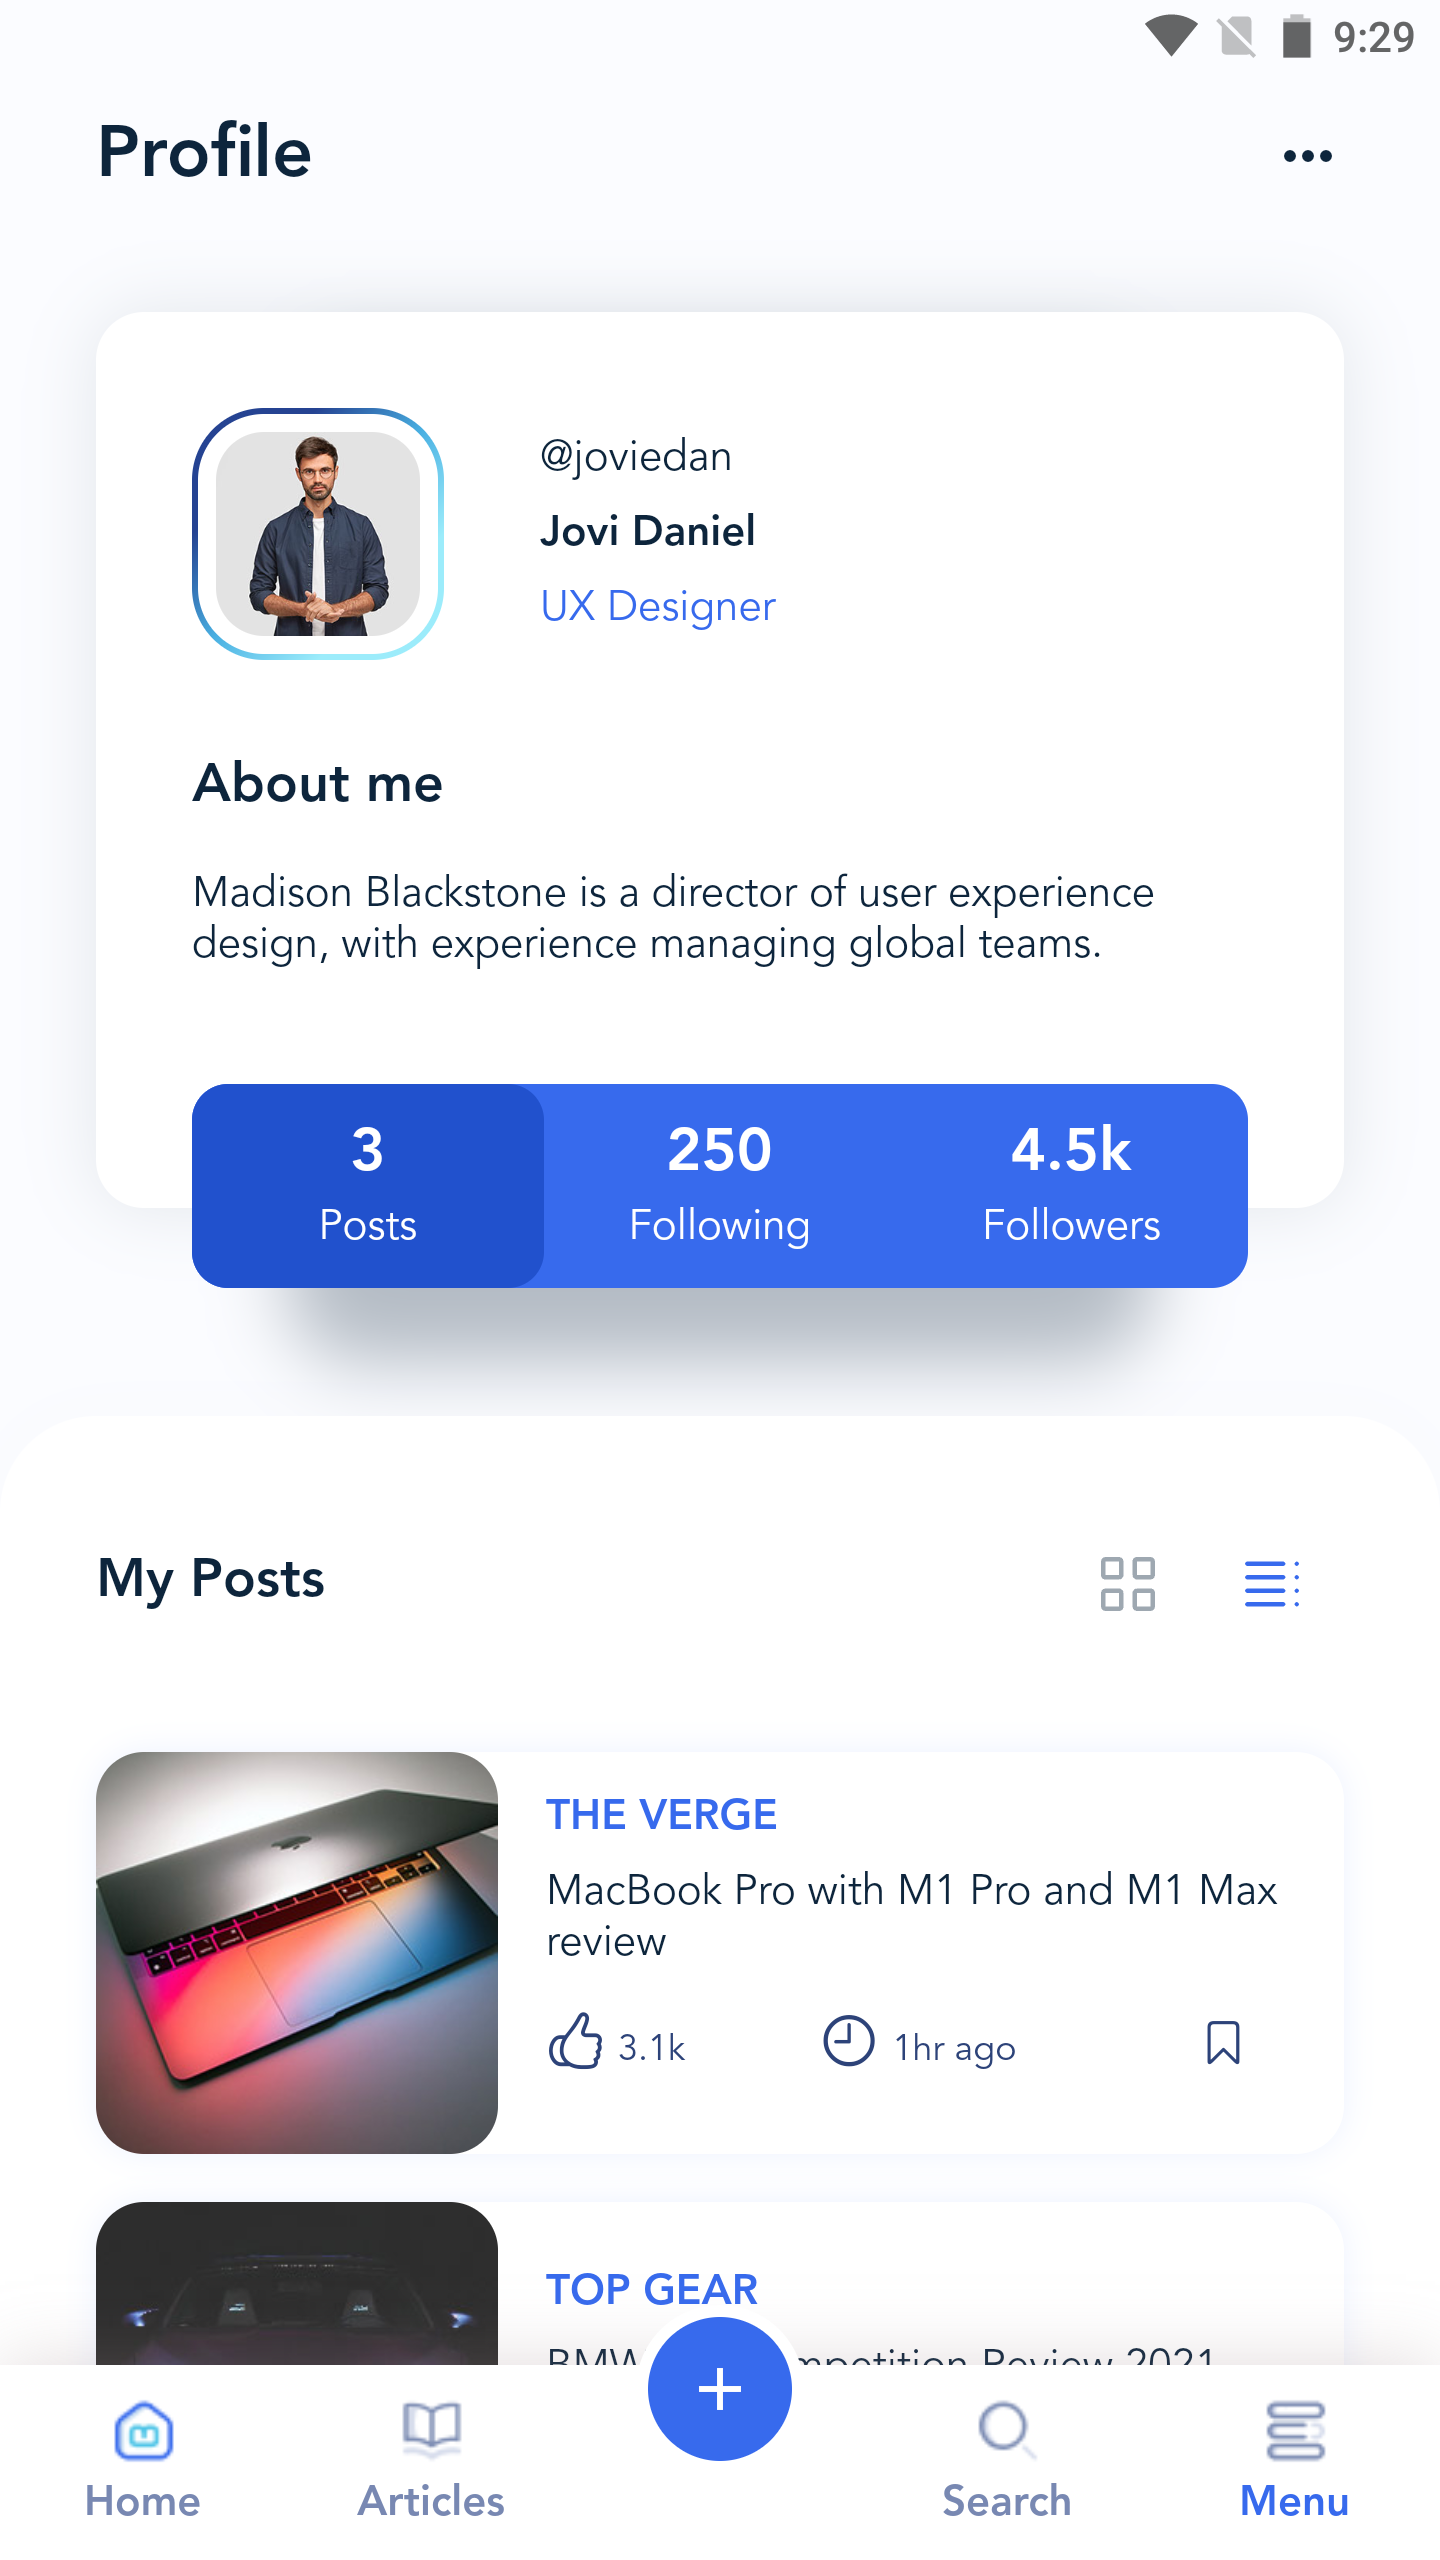 9:29
Profile
@joviedan
Jovi Daniel
UX Designer
About me
Madison Blackstone is a director of user experience
design, with experience managing global teams.
3
250
4.5k
Posts
Following
Followers
My Posts
THE VERGE
MacBook Pro with M1 Pro and M1 Max
review
3.1k
1hr ago
TOP GEAR
BMW
Review 2021
Home
Articles
Search
Menu